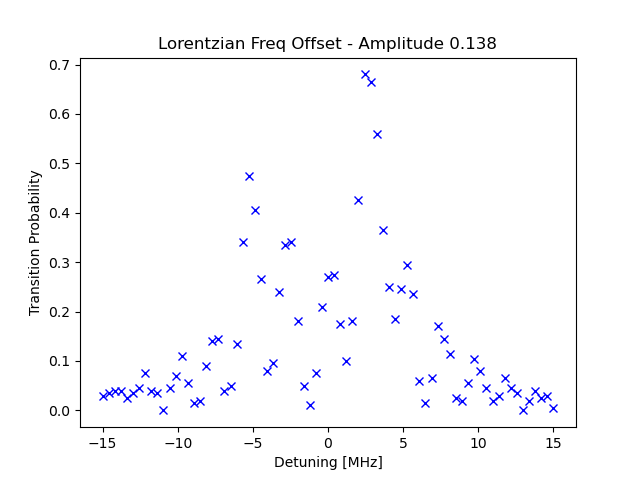 Lorentzian Freq Offset - Amplitude 0.138
Transition Probability
0.7
0.6
0.5
0.4
0.3
0.2
0.1
0.0
−15 −10 −5 0 5 10 15
Detuning [MHz]